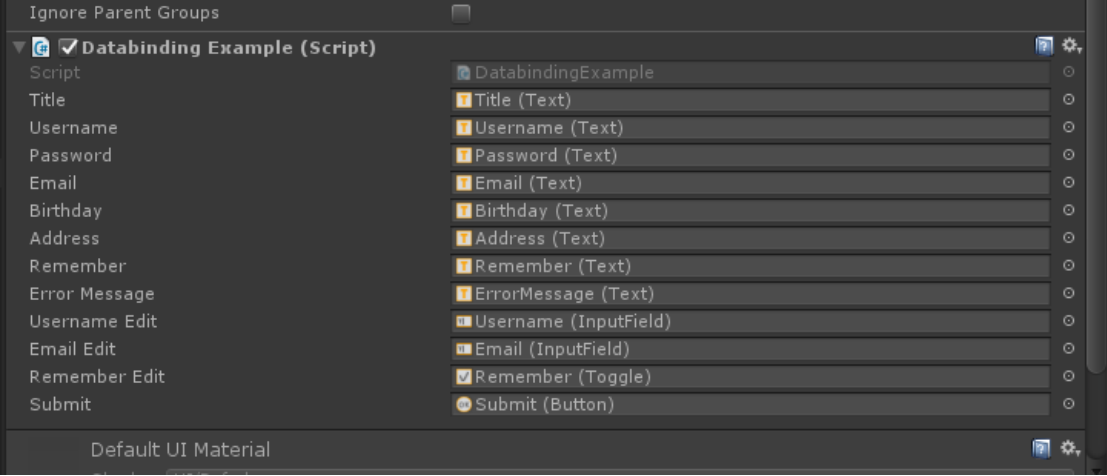 Ignore Parent Groups
Databinding Example (Script)
Script DatabindingExample
Title Title (Text)
Username Username (Text)
Password Password (Text)
Email Email (Text)
Birthday Birthday (Text)
Address Address (Text)
Remember Remember (Text)
Error Message ErrorMessage (Text)
Username Edit Username (InputField)
Email Edit Email (InputField)
Remember Edit Remember (Toggle)
Submit Submit (Button)
Default UI Material